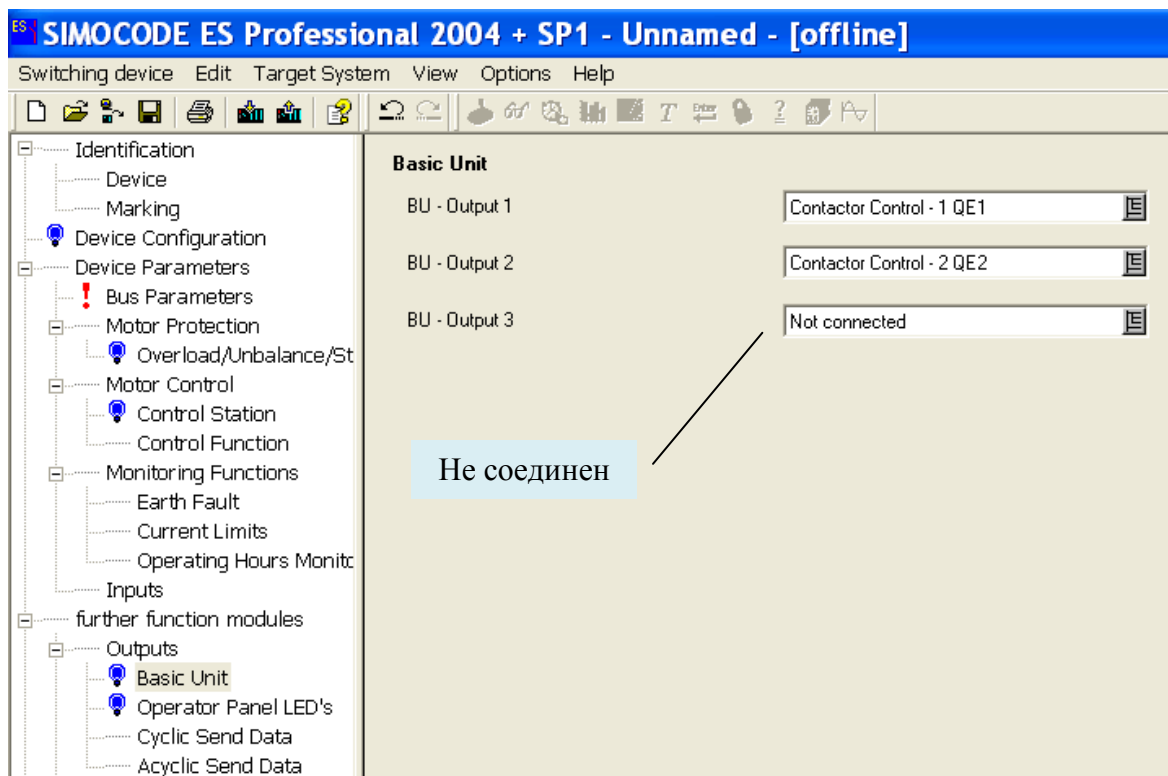 SIMOCODE ES Professional 2004 + SP1 - Unnamed - [offline]
Switching device Edit Target System View Options Help
Identification
Device
Marking
Device Configuration
Device Parameters
Bus Parameters
Motor Protection
Overload/Unbalance/St
Motor Control
Control Station
Control Function
Monitoring Functions
Earth Fault
Current Limits
Operating Hours Monitc
Inputs
further function modules
Outputs
Basic Unit
Operator Panel LED's
Cyclic Send Data
Acyclic Send Data
Basic Unit
BU - Output 1 Contactor Control - 1 QE1
BU - Output 2 Contactor Control - 2 QE2
BU - Output 3 Not connected
Не соединен